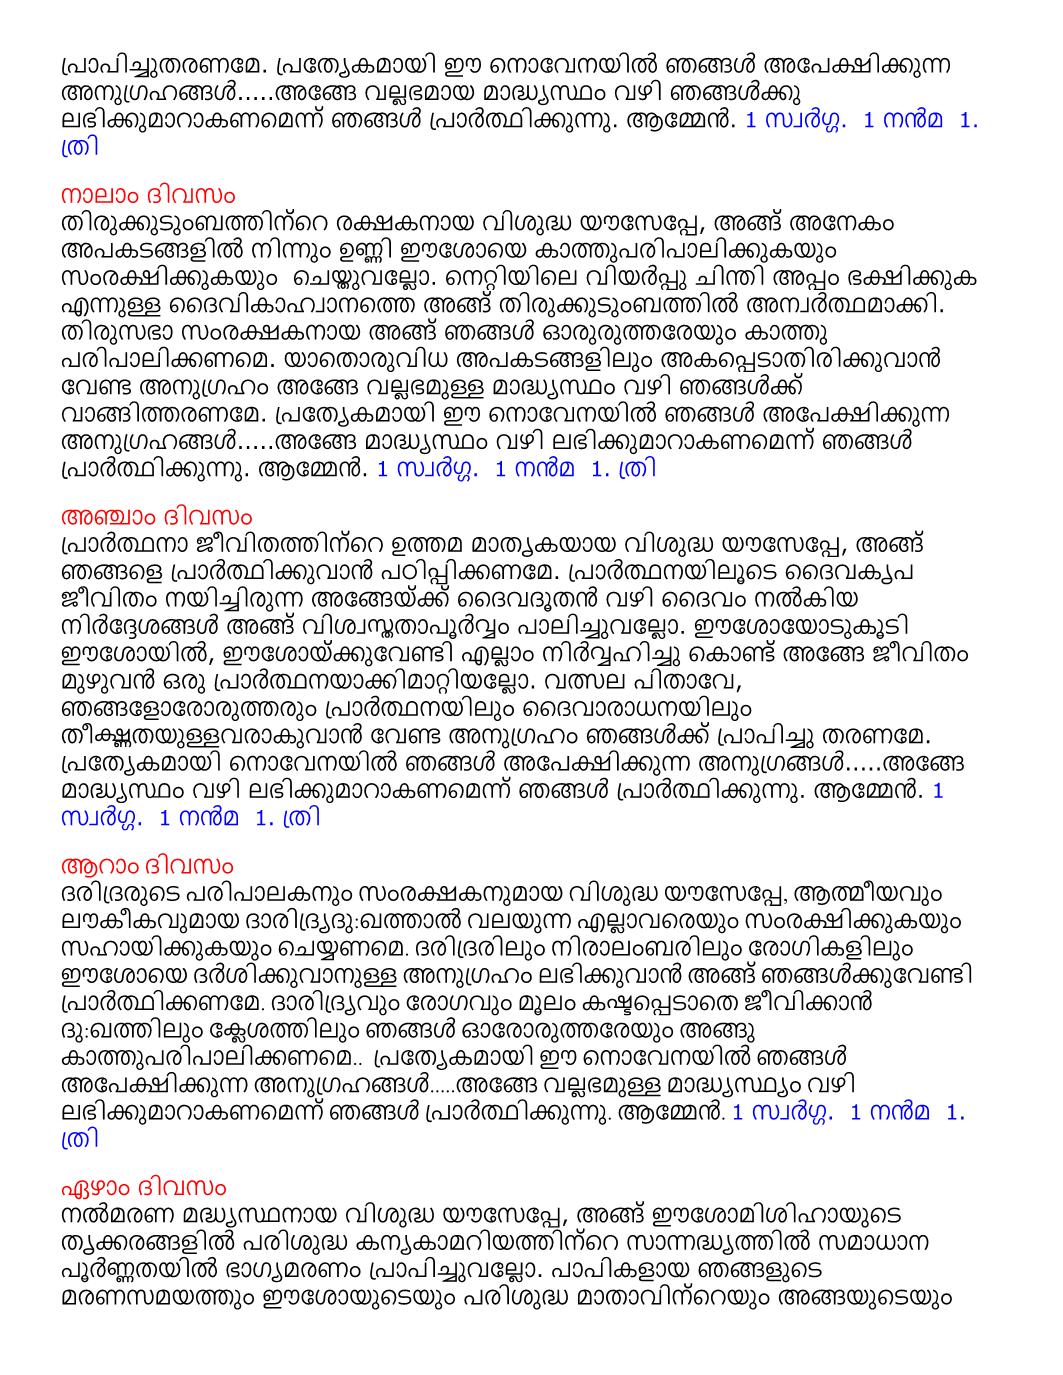 പ്രാപിച്ചുതരണമേ. പ്രത്യേകമായി ഈ നൊവേനയിൽ ഞങ്ങൾ അപേക്ഷിക്കുന്ന
അനുഗ്രഹങ്ങൾ.....അങ്ങേ വല്ലഭമായ മാദ്ധ്യസ്ഥം വഴി ഞങ്ങൾക്കു
ലഭിക്കുമാറാകണമെന്ന് ഞങ്ങൾ പ്രാർത്ഥിക്കുന്നു. ആമ്മേൻ. 1 സ്വർഗ്ഗ. 1 നൻമ 1.
ത്രി
നാലാം ദിവസം
തിരുക്കുടുംബത്തിന്റെ രക്ഷകനായ വിശുദ്ധ യൗസേപ്പേ, അങ്ങ് അനേകം
അപകടങ്ങളിൽ നിന്നും ഉണ്ണി ഈശോയെ കാത്തുപരിപാലിക്കുകയും
സംരക്ഷിക്കുകയും ചെയ്തുവല്ലോ. നെറ്റിയിലെ വിയർപ്പു ചിന്തി അപ്പം ഭക്ഷിക്കുക
എന്നുള്ള ദൈവികാഹ്വാനത്തെ അങ്ങ് തിരുക്കുടുംബത്തിൽ അന്വർത്ഥമാക്കി.
തിരുസഭാ സംരക്ഷകനായ അങ്ങ് ഞങ്ങൾ ഓരുരുത്തരേയും കാത്തു
പരിപാലിക്കണമെ. യാതൊരുവിധ അപകടങ്ങളിലും അകപ്പെടാതിരിക്കുവാൻ
വേണ്ട അനുഗ്രഹം അങ്ങേ വല്ലഭമുള്ള മാദ്ധ്യസ്ഥം വഴി ഞങ്ങൾക്ക്
വാങ്ങിത്തരണമേ. പ്രത്യേകമായി ഈ നൊവേനയിൽ ഞങ്ങൾ അപേക്ഷിക്കുന്ന
അനുഗ്രഹങ്ങൾ.....അങ്ങേ മാദ്ധ്യസ്ഥം വഴി ലഭിക്കുമാറാകണമെന്ന് ഞങ്ങൾ
പ്രാർത്ഥിക്കുന്നു. ആമ്മേൻ. 1 സ്വർഗ്ഗ. 1 നൻമ 1. ത്രി
അഞ്ചാം ദിവസം
പ്രാർത്ഥനാ ജീവിതത്തിന്റെ ഉത്തമ മാതൃകയായ വിശുദ്ധ യൗസേപ്പേ, അങ്ങ്
ഞങ്ങളെ പ്രാർത്ഥിക്കുവാൻ പഠിപ്പിക്കണമേ. പ്രാർത്ഥനയിലൂടെ ദൈവകൃപ
ജീവിതം നയിച്ചിരുന്ന അങ്ങേയ്ക്ക് ദൈവദൂതൻ വഴി ദൈവം നൽകിയ
നിർദ്ദേശങ്ങൾ അങ്ങ് വിശ്വസ്തതാപൂർവ്വം പാലിച്ചുവല്ലോ. ഈശോയോടുകൂടി
ഈശോയിൽ, ഈശോയ്ക്കുവേണ്ടി എല്ലാം നിർവ്വഹിച്ചു കൊണ്ട് അങ്ങേ ജീവിതം
മുഴുവൻ ഒരു പ്രാർത്ഥനയാക്കിമാറ്റിയല്ലോ. വത്സല പിതാവേ,
ഞങ്ങളോരോരുത്തരും പ്രാർത്ഥനയിലും ദൈവാരാധനയിലും
തീക്ഷ്ണതയുള്ളവരാകുവാൻ വേണ്ട അനുഗ്രഹം ഞങ്ങൾക്ക് പ്രാപിച്ചു തരണമേ.
പ്രത്യേകമായി നൊവേനയിൽ ഞങ്ങൾ അപേക്ഷിക്കുന്ന അനുഗ്രങ്ങൾ.....അങ്ങേ
മാദ്ധ്യസ്ഥം വഴി ലഭിക്കുമാറാകണമെന്ന് ഞങ്ങൾ പ്രാർത്ഥിക്കുന്നു. ആമ്മേൻ. 1
സ്വർഗ്ഗ. 1 നൻമ 1. ത്രി
ആറാം ദിവസം
ദരിദ്രരുടെ പരിപാലകനും സംരക്ഷകനുമായ വിശുദ്ധ യൗസേപ്പേ, ആത്മീയവും
ലൗകീകവുമായ ദാരിദ്ര്യദു:ഖത്താൽ വലയുന്ന എല്ലാവരെയും സംരക്ഷിക്കുകയും
സഹായിക്കുകയും ചെയ്യണമെ. ദരിദ്രരിലും നിരാലംബരിലും രോഗികളിലും
ഈശോയെ ദർശിക്കുവാനുള്ള അനുഗ്രഹം ലഭിക്കുവാൻ അങ്ങ് ഞങ്ങൾക്കുവേണ്ടി
പ്രാർത്ഥിക്കണമേ. ദാരിദ്ര്യവും രോഗവും മൂലം കഷ്ടപ്പെടാതെ ജീവിക്കാൻ
ദു:ഖത്തിലും ക്ലേശത്തിലും ഞങ്ങൾ ഓരോരുത്തരേയും അങ്ങു
കാത്തുപരിപാലിക്കണമെ.. പ്രത്യേകമായി ഈ നൊവേനയിൽ ഞങ്ങൾ
അപേക്ഷിക്കുന്ന അനുഗ്രഹങ്ങൾ.....അങ്ങേ വല്ലഭമുള്ള മാദ്ധ്യസ്ഥ്യം വഴി
ലഭിക്കുമാറാകണമെന്ന് ഞങ്ങൾ പ്രാർത്ഥിക്കുന്നു. ആമ്മേൻ. 1 സ്വർഗ്ഗ. 1 നൻമ 1.
ത്രി
ഏഴാം ദിവസം
നൽമരണ മദ്ധ്യസ്ഥനായ വിശുദ്ധ യൗസേപ്പേ, അങ്ങ് ഈശോമിശിഹായുടെ
തൃക്കരങ്ങളിൽ പരിശുദ്ധ കന്യകാമറിയത്തിന്റെ സാന്നദ്ധ്യത്തിൽ സമാധാന
പൂർണ്ണതയിൽ ഭാഗ്യമരണം പ്രാപിച്ചുവല്ലോ. പാപികളായ ഞങ്ങളുടെ
മരണസമയത്തും ഈശോയുടെയും പരിശുദ്ധ മാതാവിന്റെയും അങ്ങയുടെയും